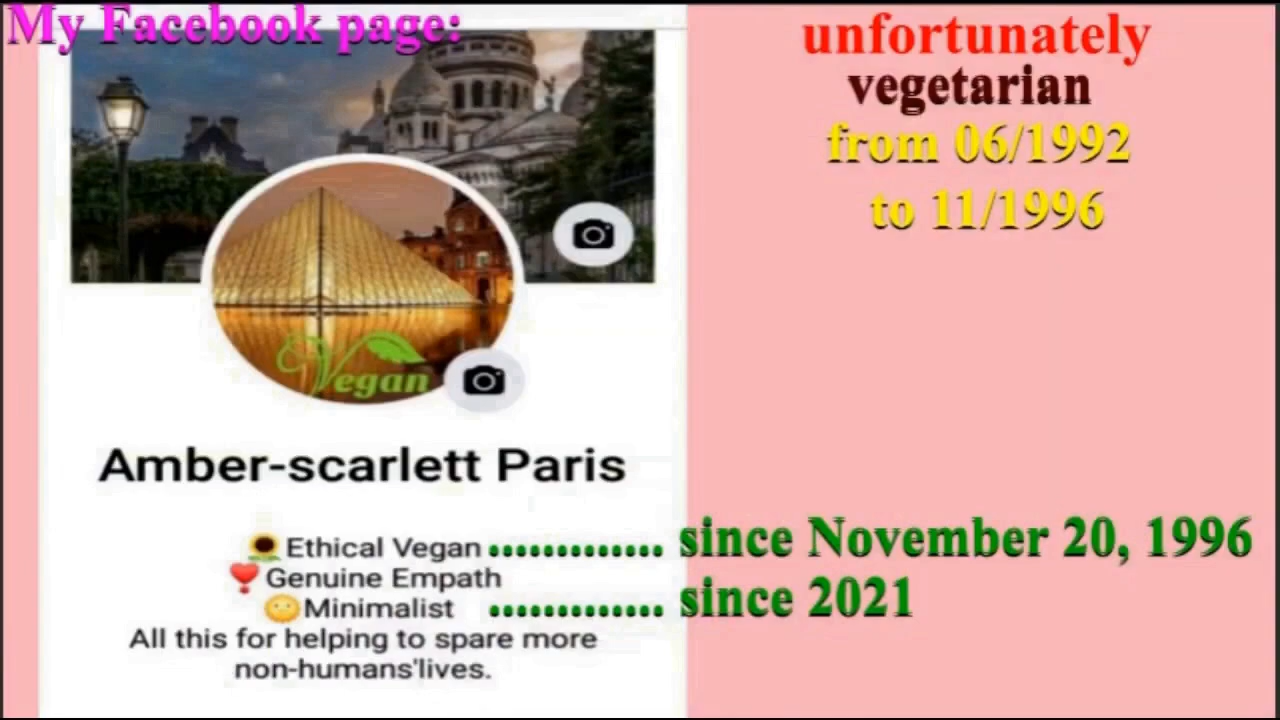 My Facebook page:
unfortunately
vegetarian
from 06/1992
to 11/1996
Vegan
Amber-scarlett Paris
🌻Ethical Vegan ............. since November 20, 1996
❣️Genuine Empath
😶Minimalist ............. since 2021
All this for helping to spare more
non-humans'lives.